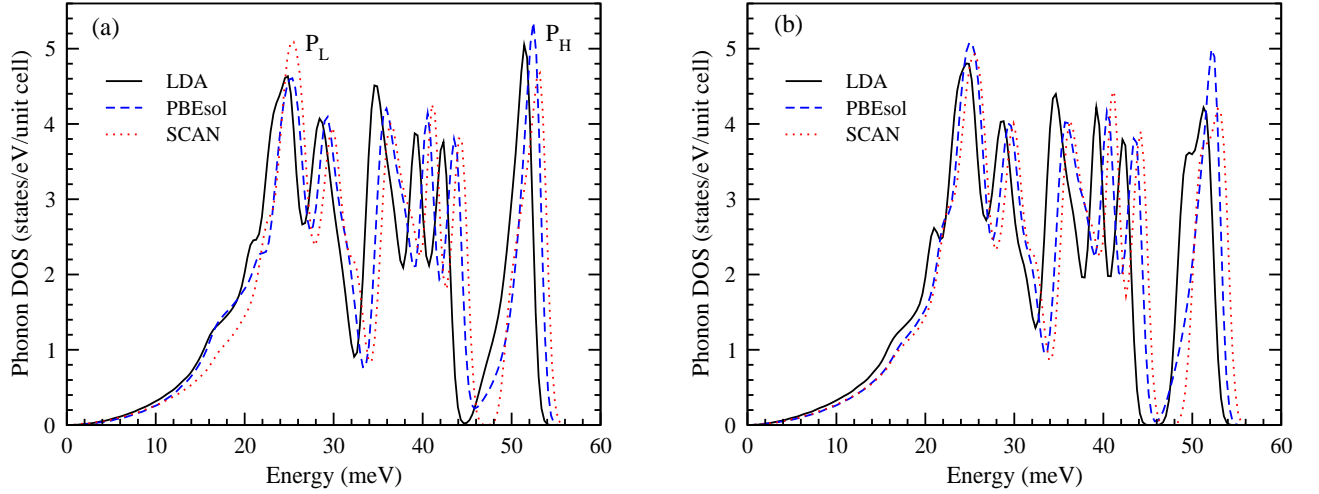 (a)
P_L
P_H
LDA
PBEsol
SCAN
Phonon DOS (states/eV/unit cell)
5
4
3
2
1
0
0 10 20 30 40 50 60
Energy (meV)
(b)
LDA
PBEsol
SCAN
Phonon DOS (states/eV/unit cell)
5
4
3
2
1
0
0 10 20 30 40 50 60
Energy (meV)